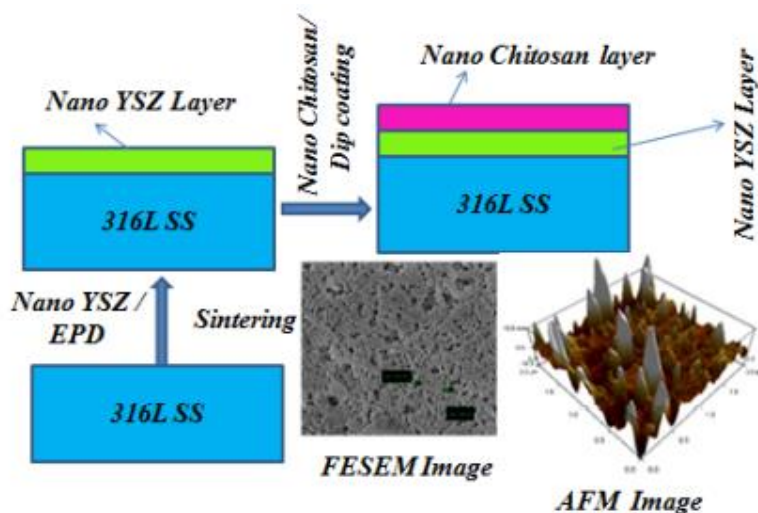 Nano YSZ Layer
316L SS
Nano Chitosan/
Dip coating
Nano Chitosan layer
316L SS
Nano YSZ Layer
Nano YSZ /
EPD
Sintering
316L SS
FESEM Image
AFM Image